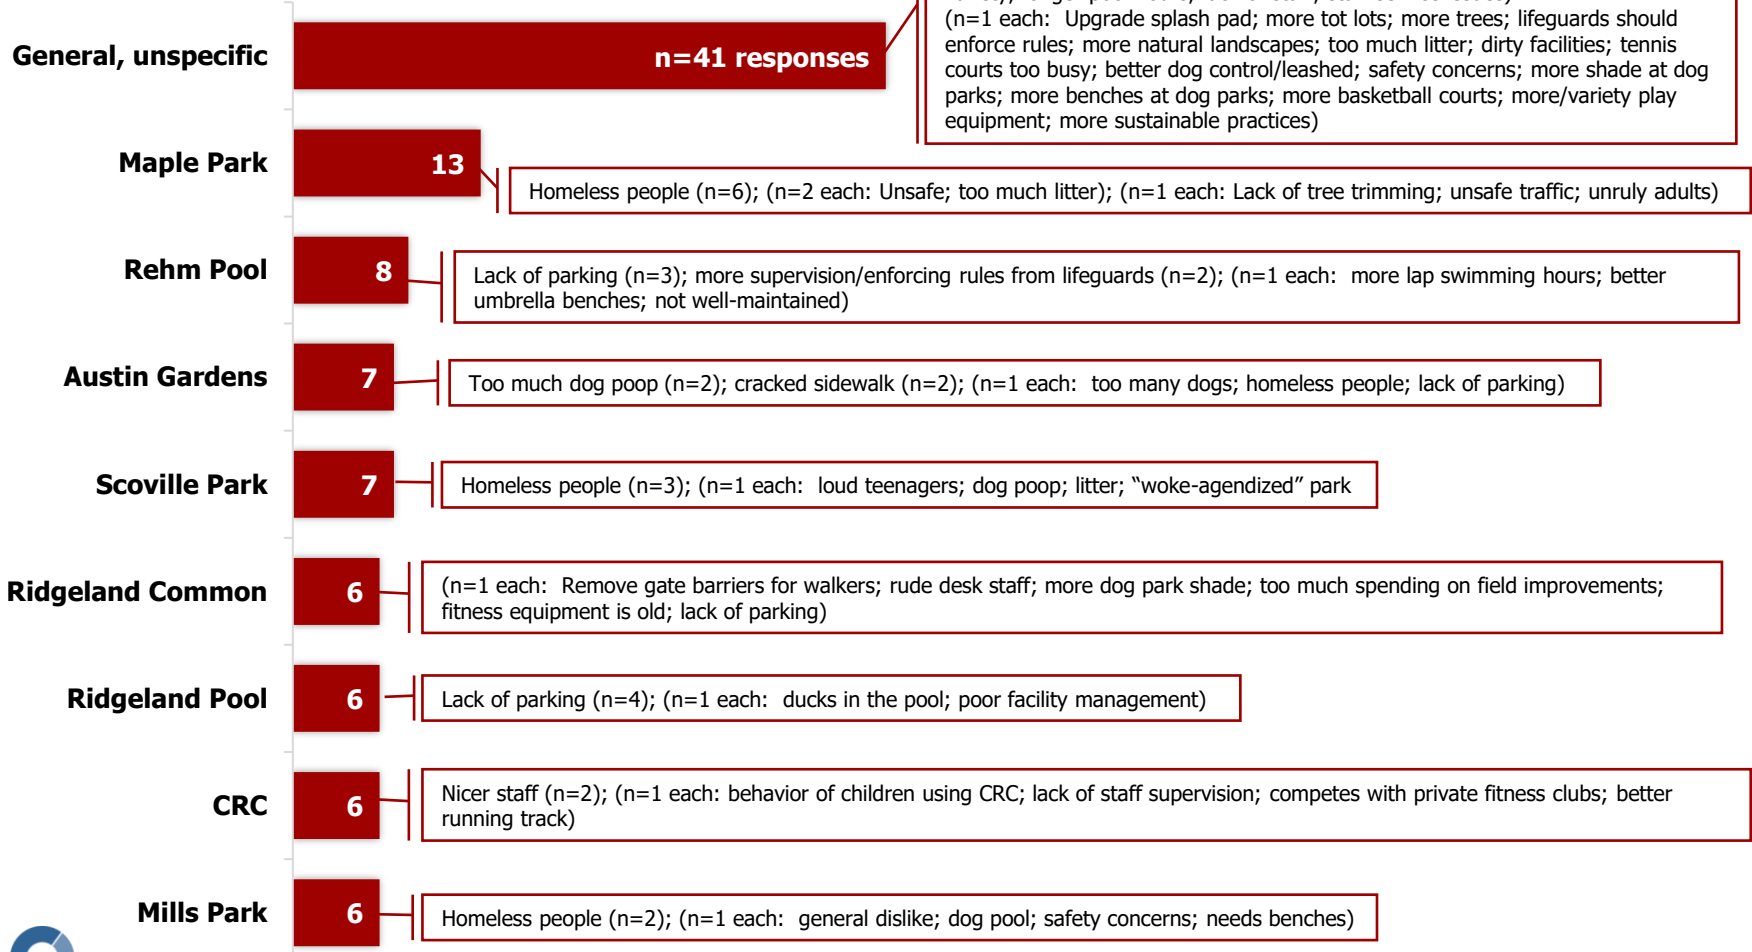 (n=1 each:  Upgrade splash pad; more tot lots; more trees; lifeguards should
enforce rules; more natural landscapes; too much litter; dirty facilities; tennis
courts too busy; better dog control/leashed; safety concerns; more shade at dog
parks; more benches at dog parks; more basketball courts; more/variety play
equipment; more sustainable practices)
General, unspecific
n=41 responses
Maple Park
13
Homeless people (n=6); (n=2 each: Unsafe; too much litter); (n=1 each: Lack of tree trimming; unsafe traffic; unruly adults)
Rehm Pool
8
Lack of parking (n=3); more supervision/enforcing rules from lifeguards (n=2); (n=1 each:  more lap swimming hours; better
umbrella benches; not well-maintained)
Austin Gardens
7
Too much dog poop (n=2); cracked sidewalk (n=2); (n=1 each:  too many dogs; homeless people; lack of parking)
Scoville Park
7
Homeless people (n=3); (n=1 each:  loud teenagers; dog poop; litter; “woke-agendized” park
Ridgeland Common
6
(n=1 each:  Remove gate barriers for walkers; rude desk staff; more dog park shade; too much spending on field improvements;
fitness equipment is old; lack of parking)
Ridgeland Pool
6
Lack of parking (n=4); (n=1 each:  ducks in the pool; poor facility management)
CRC
6
Nicer staff (n=2); (n=1 each: behavior of children using CRC; lack of staff supervision; competes with private fitness clubs; better
running track)
Mills Park
6
Homeless people (n=2); (n=1 each:  general dislike; dog pool; safety concerns; needs benches)